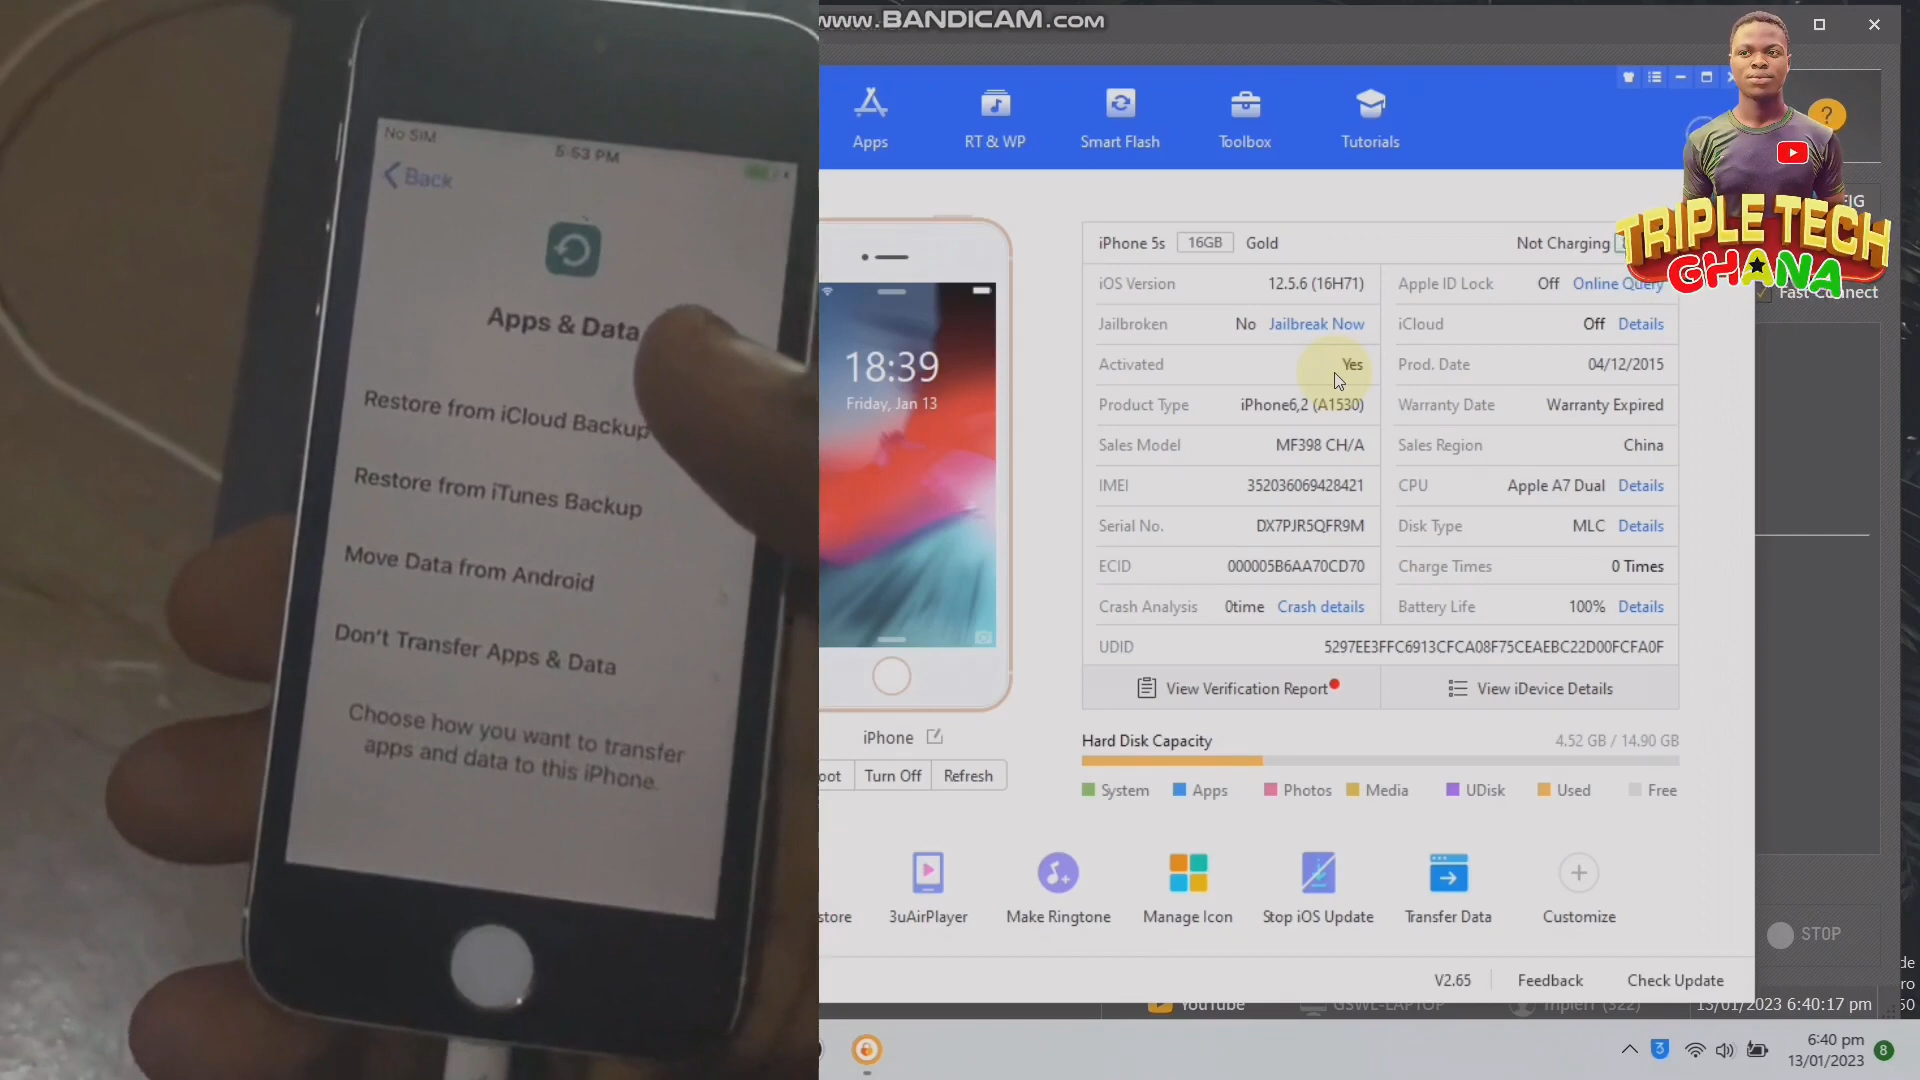 No SIM
5:53 PM
Back
Apps & Data
Restore from iCloud Backup
Restore from iTunes Backup
Move Data from Android
Don't Transfer Apps & Data
Choose how you want to transfer
apps and data to this iPhone.
www.BANDICAM.COM
Apps
RT & WP
Smart Flash
Toolbox
Tutorials
?
TRIPLE TECH
GHANA
Fast Connect
18:39
Friday, Jan 13
iPhone 5s 16GB Gold Not Charging
iOS Version 12.5.6 (16H71) Apple ID Lock Off Online Query
Jailbroken No Jailbreak Now iCloud Off Details
Activated Yes Prod. Date 04/12/2015
Product Type iPhone6,2 (A1530) Warranty Date Warranty Expired
Sales Model MF398 CH/A Sales Region China
IMEI 352036069428421 CPU Apple A7 Dual Details
Serial No. DX7PJR5QFR9M Disk Type MLC Details
ECID 000005B6AA70CD70 Charge Times 0 Times
Crash Analysis 0time Crash details Battery Life 100% Details
UDID 5297EE3FFC6913CFCA08F75CEAEBC22D00FCFA0F
View Verification Report View iDevice Details
iPhone
oot Turn Off Refresh
Hard Disk Capacity 4.52 GB / 14.90 GB
System Apps Photos Media UDisk Used Free
store 3uAirPlayer Make Ringtone Manage Icon Stop iOS Update Transfer Data Customize
STOP
V2.65 Feedback Check Update
YouTube GSWL-LAPTOP 13/01/2023 6:40:17 pm
6:40 pm
13/01/2023
8